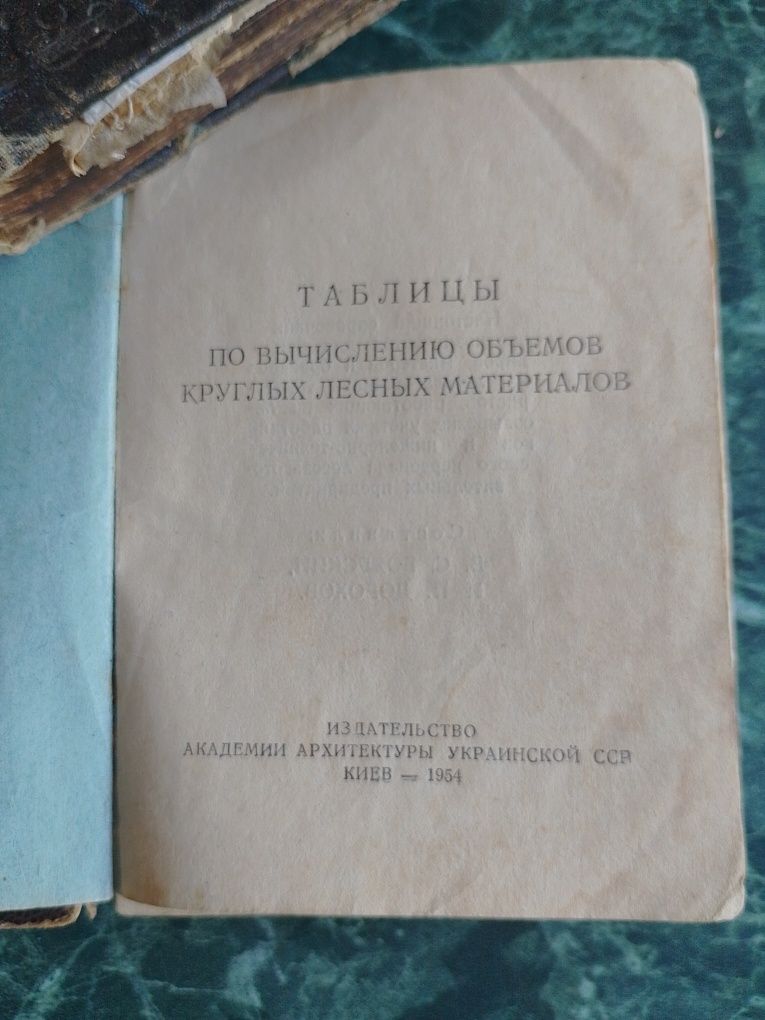 ТАБЛИЦЫ
ПО ВЫЧИСЛЕНИЮ ОБЪЕМОВ
КРУГЛЫХ ЛЕСНЫХ МАТЕРИАЛОВ
ИЗДАТЕЛЬСТВО
АКАДЕМИИ АРХИТЕКТУРЫ УКРАИНСКОЙ ССР
КИЕВ — 1954